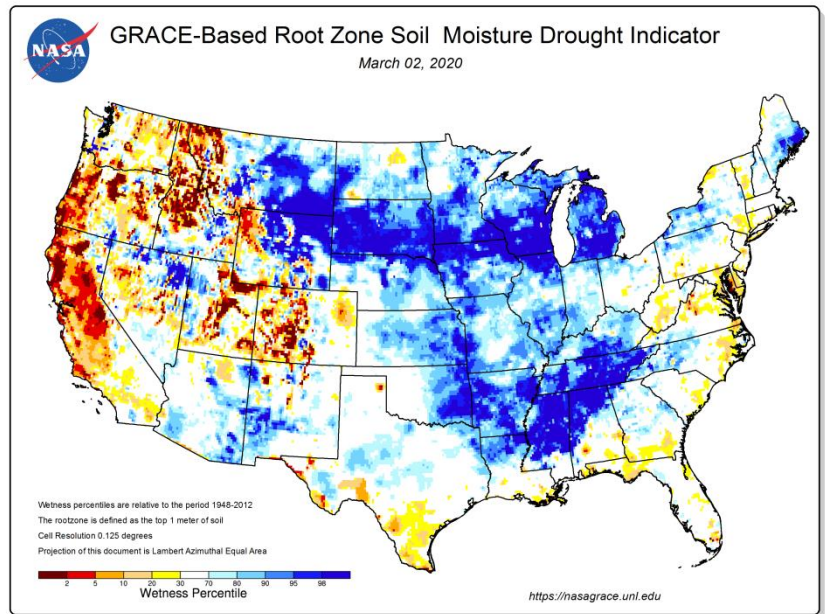 NASA
GRACE-Based Root Zone Soil Moisture Drought Indicator
March 02, 2020
Wetness percentiles are relative to the period 1948-2012
The rootzone is defined as the top 1 meter of soil
Cell Resolution 0.125 degrees
Projection of this document is Lambert Azimuthal Equal Area
2 5 10 20 30 70 80 90 95 98
Wetness Percentile
https://nasagrace.unl.edu